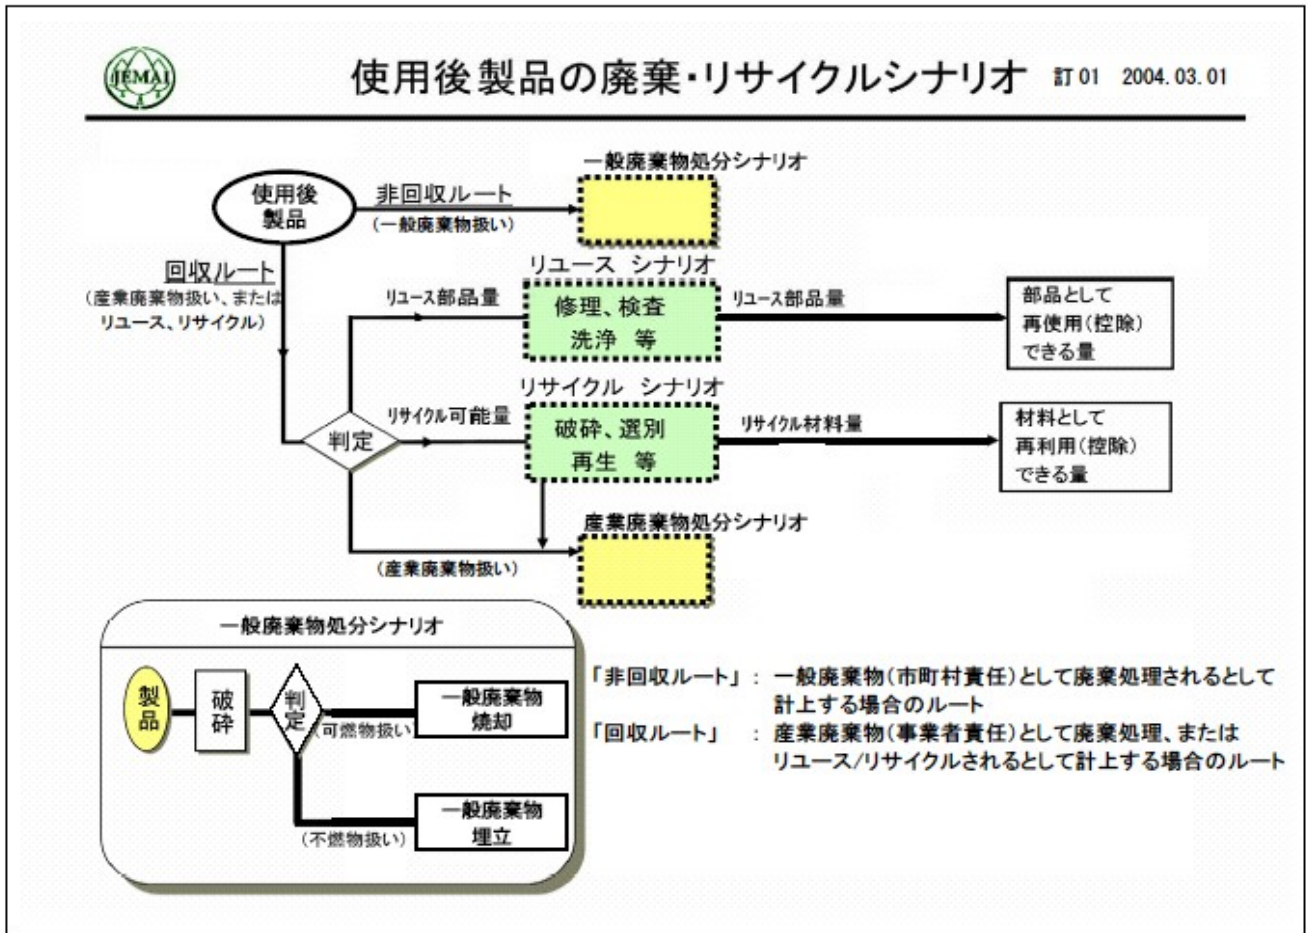 JEMAI
使用後製品の廃棄・リサイクルシナリオ 訂01 2004.03.01
一般廃棄物処分シナリオ
使用後
製品
非回収ルート
(一般廃棄物扱い)
回収ルート
(産業廃棄物扱い、または
リユース、リサイクル)
リユース シナリオ
リユース部品量
修理、検査
洗浄 等
リユース部品量
部品として
再使用(控除)
できる量
リサイクル シナリオ
判定
リサイクル可能量
破砕、選別
再生 等
リサイクル材料量
材料として
再利用(控除)
できる量
産業廃棄物処分シナリオ
(産業廃棄物扱い)
一般廃棄物処分シナリオ
製品
破砕
判定
(可燃物扱い)
一般廃棄物
焼却
(不燃物扱い)
一般廃棄物
埋立
「非回収ルート」 : 一般廃棄物(市町村責任)として廃棄処理されるとして
計上する場合のルート
「回収ルート」 : 産業廃棄物(事業者責任)として廃棄処理、または
リユース/リサイクルされるとして計上する場合のルート